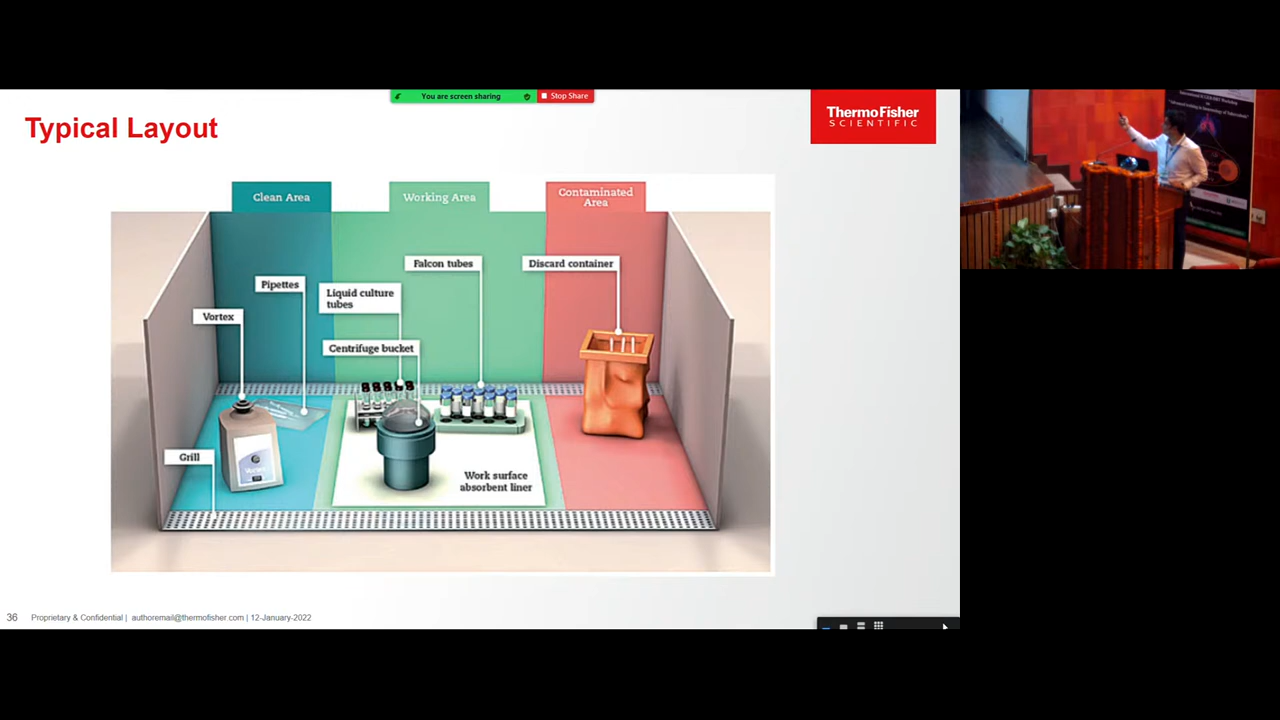 You are screen sharing
Stop Share
Typical Layout
ThermoFisher
SCIENTIFIC
Clean Area
Working Area
Contaminated
Area
Falcon tubes
Discard container
Pipettes
Liquid culture
tubes
Vortex
Centrifuge bucket
Grill
Work surface
absorbent liner
36
Proprietary & Confidential | authoremail@thermofisher.com | 12-January-2022